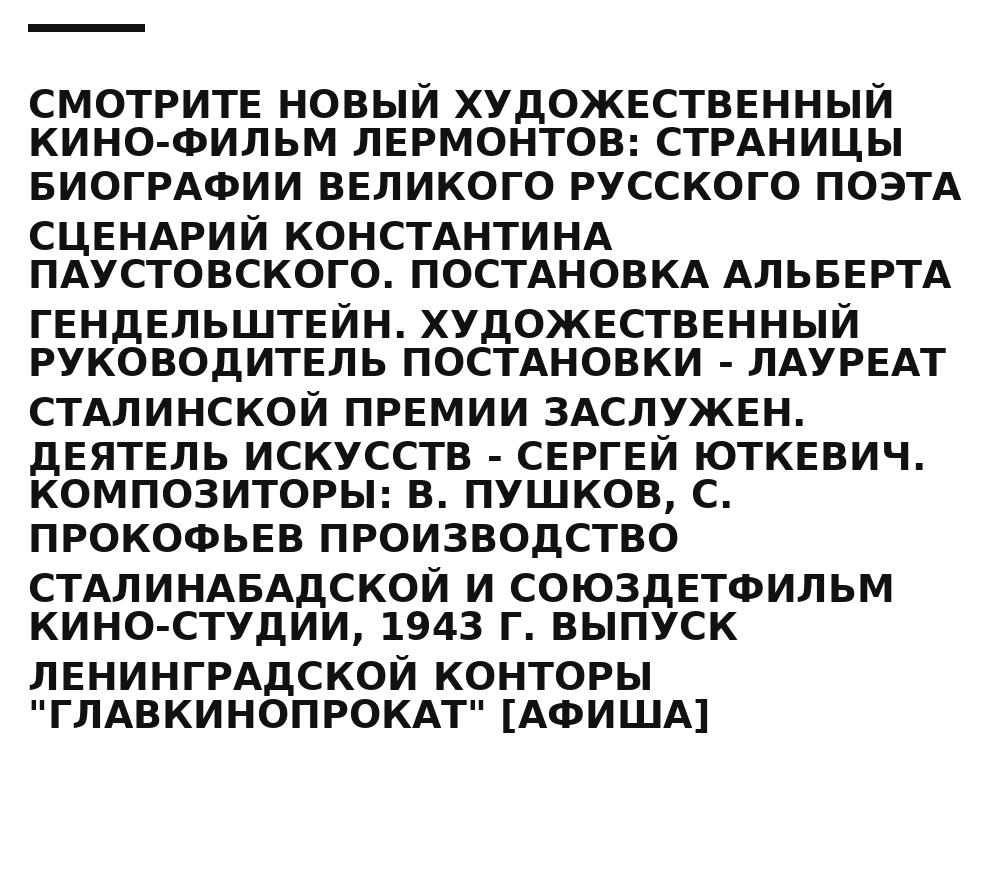 СМОТРИТЕ НОВЫЙ ХУДОЖЕСТВЕННЫЙ
КИНО-ФИЛЬМ ЛЕРМОНТОВ: СТРАНИЦЫ
БИОГРАФИИ ВЕЛИКОГО РУССКОГО ПОЭТА
СЦЕНАРИЙ КОНСТАНТИНА
ПАУСТОВСКОГО. ПОСТАНОВКА АЛЬБЕРТА
ГЕНДЕЛЬШТЕЙН. ХУДОЖЕСТВЕННЫЙ
РУКОВОДИТЕЛЬ ПОСТАНОВКИ - ЛАУРЕАТ
СТАЛИНСКОЙ ПРЕМИИ ЗАСЛУЖЕН.
ДЕЯТЕЛЬ ИСКУССТВ - СЕРГЕЙ ЮТКЕВИЧ.
КОМПОЗИТОРЫ: В. ПУШКОВ, С.
ПРОКОФЬЕВ ПРОИЗВОДСТВО
СТАЛИНАБАДСКОЙ И СОЮЗДЕТФИЛЬМ
КИНО-СТУДИИ, 1943 Г. ВЫПУСК
ЛЕНИНГРАДСКОЙ КОНТОРЫ
"ГЛАВКИНОПРОКАТ" [АФИША]